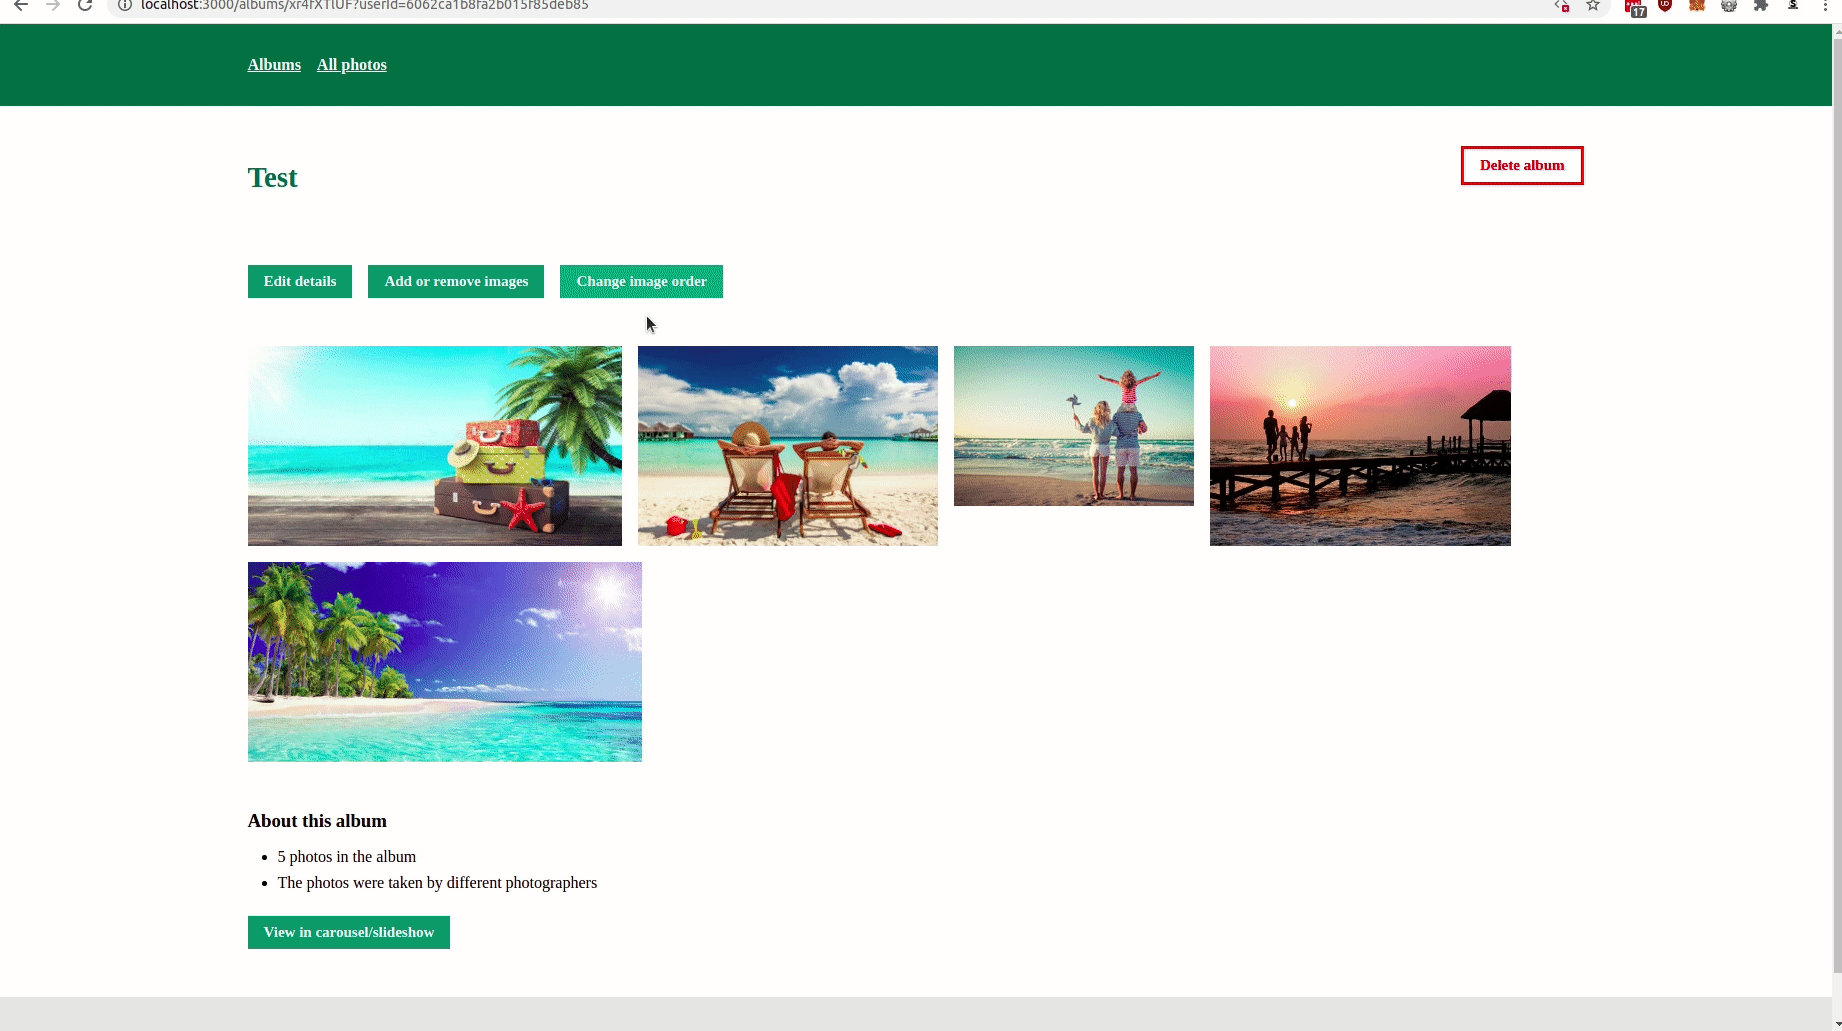 localhost:3000/albums/xr4fXTlUF?userId=6062ca1b8fa2b015f85deb85
17
Albums All photos
Delete album
Test
Edit details Add or remove images Change image order
About this album
5 photos in the album
The photos were taken by different photographers
View in carousel/slideshow